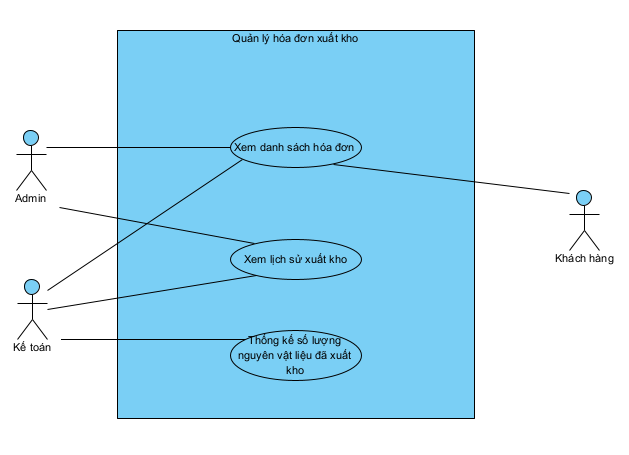 Quản lý hóa đơn xuất kho
Xem danh sách hóa đơn
Admin
Khách hàng
Xem lịch sử xuất kho
Kế toán
Thống kế số lượng
nguyên vật liệu đã xuất
kho